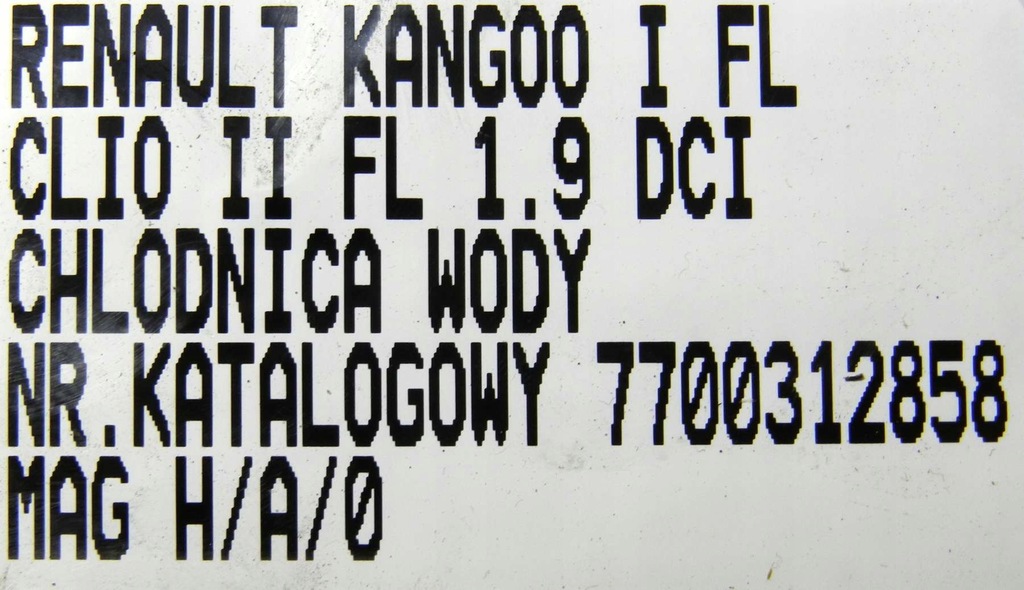 RENAULT KANGOO I FL
CLIO II FL 1.9 DCI
CHLODNICA WODY
NR.KATALOGOWY 7700312858
MAG H/A/0